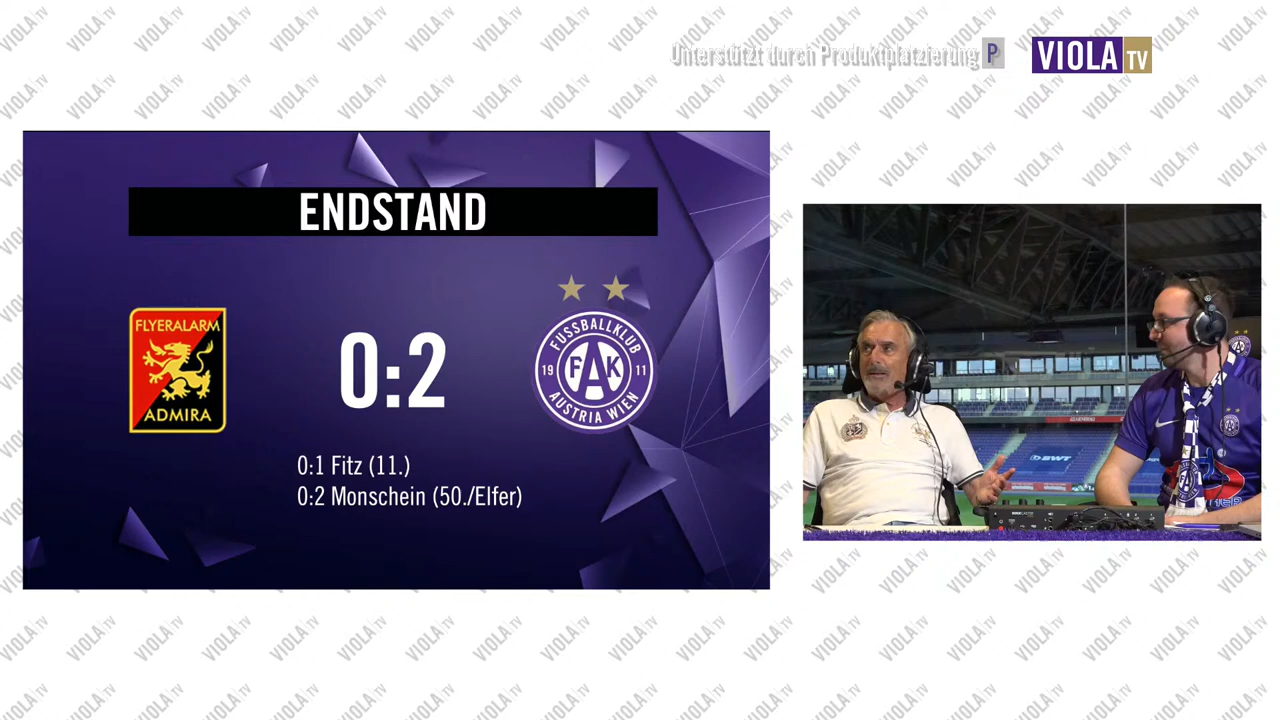 Unterstützt durch Produktplatzierung P
VIOLA TV
ENDSTAND
FLYERALARM
ADMIRA
0:2
FUSSBALLKLUB
19 FAK 11
AUSTRIA WIEN
0:1 Fitz (11.)
0:2 Monschein (50./Elfer)
BWT